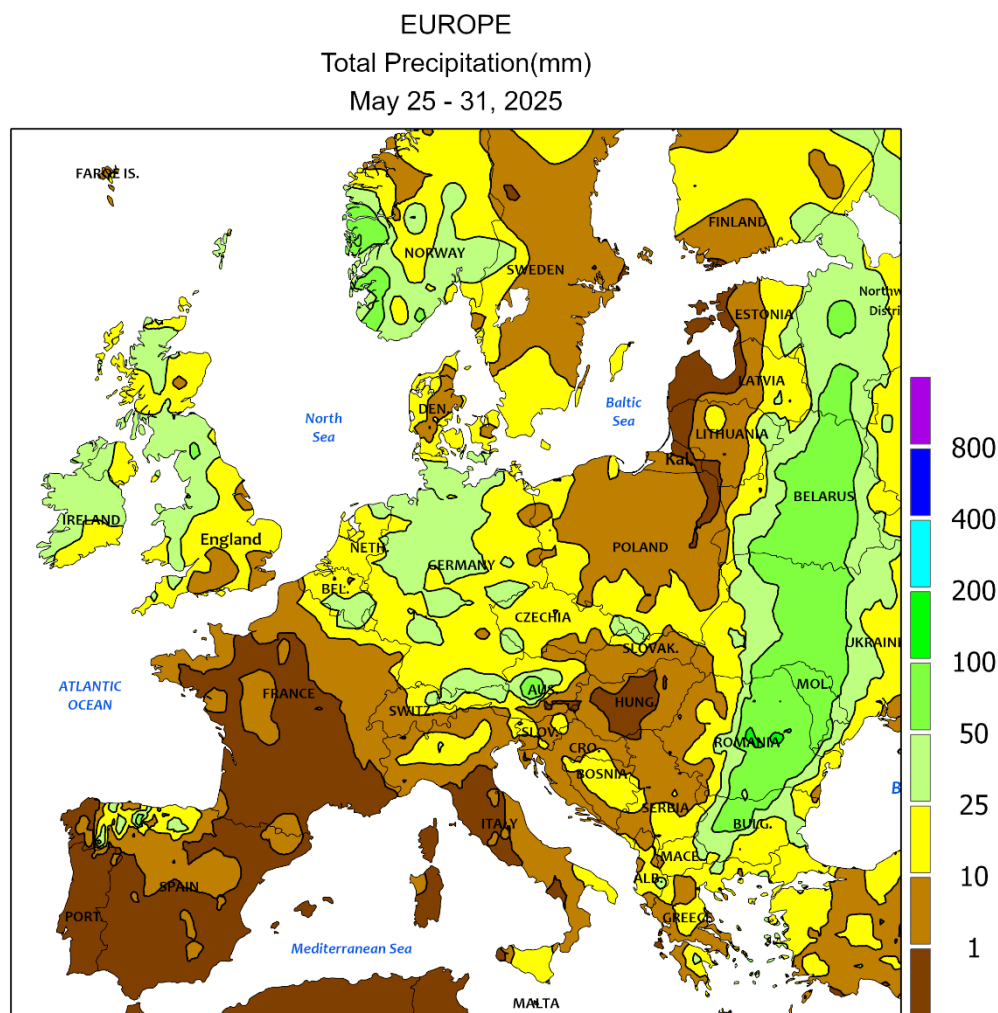 EUROPE
Total Precipitation(mm)
May 25 - 31, 2025
FAROE IS.
FINLAND
NORWAY
SWEDEN
Northw
Distri
ESTONIA
LATVIA
North
Sea
Baltic
Sea
DEN.
LITHUANIA
Kal.
800
BELARUS
IRELAND
England
400
NETH.
GERMANY
POLAND
BEL.
200
CZECHIA
UKRAINE
SLOVAK.
100
ATLANTIC
OCEAN
FRANCE
SWITZ.
AUS.
HUNG.
MOL.
SLOV.
CRO.
ROMANIA
50
BOSNIA
B
SERBIA
25
ITALY
BULG.
MACE.
ALB.
10
SPAIN
PORT.
GREECE
Mediterranean Sea
1
MALTA